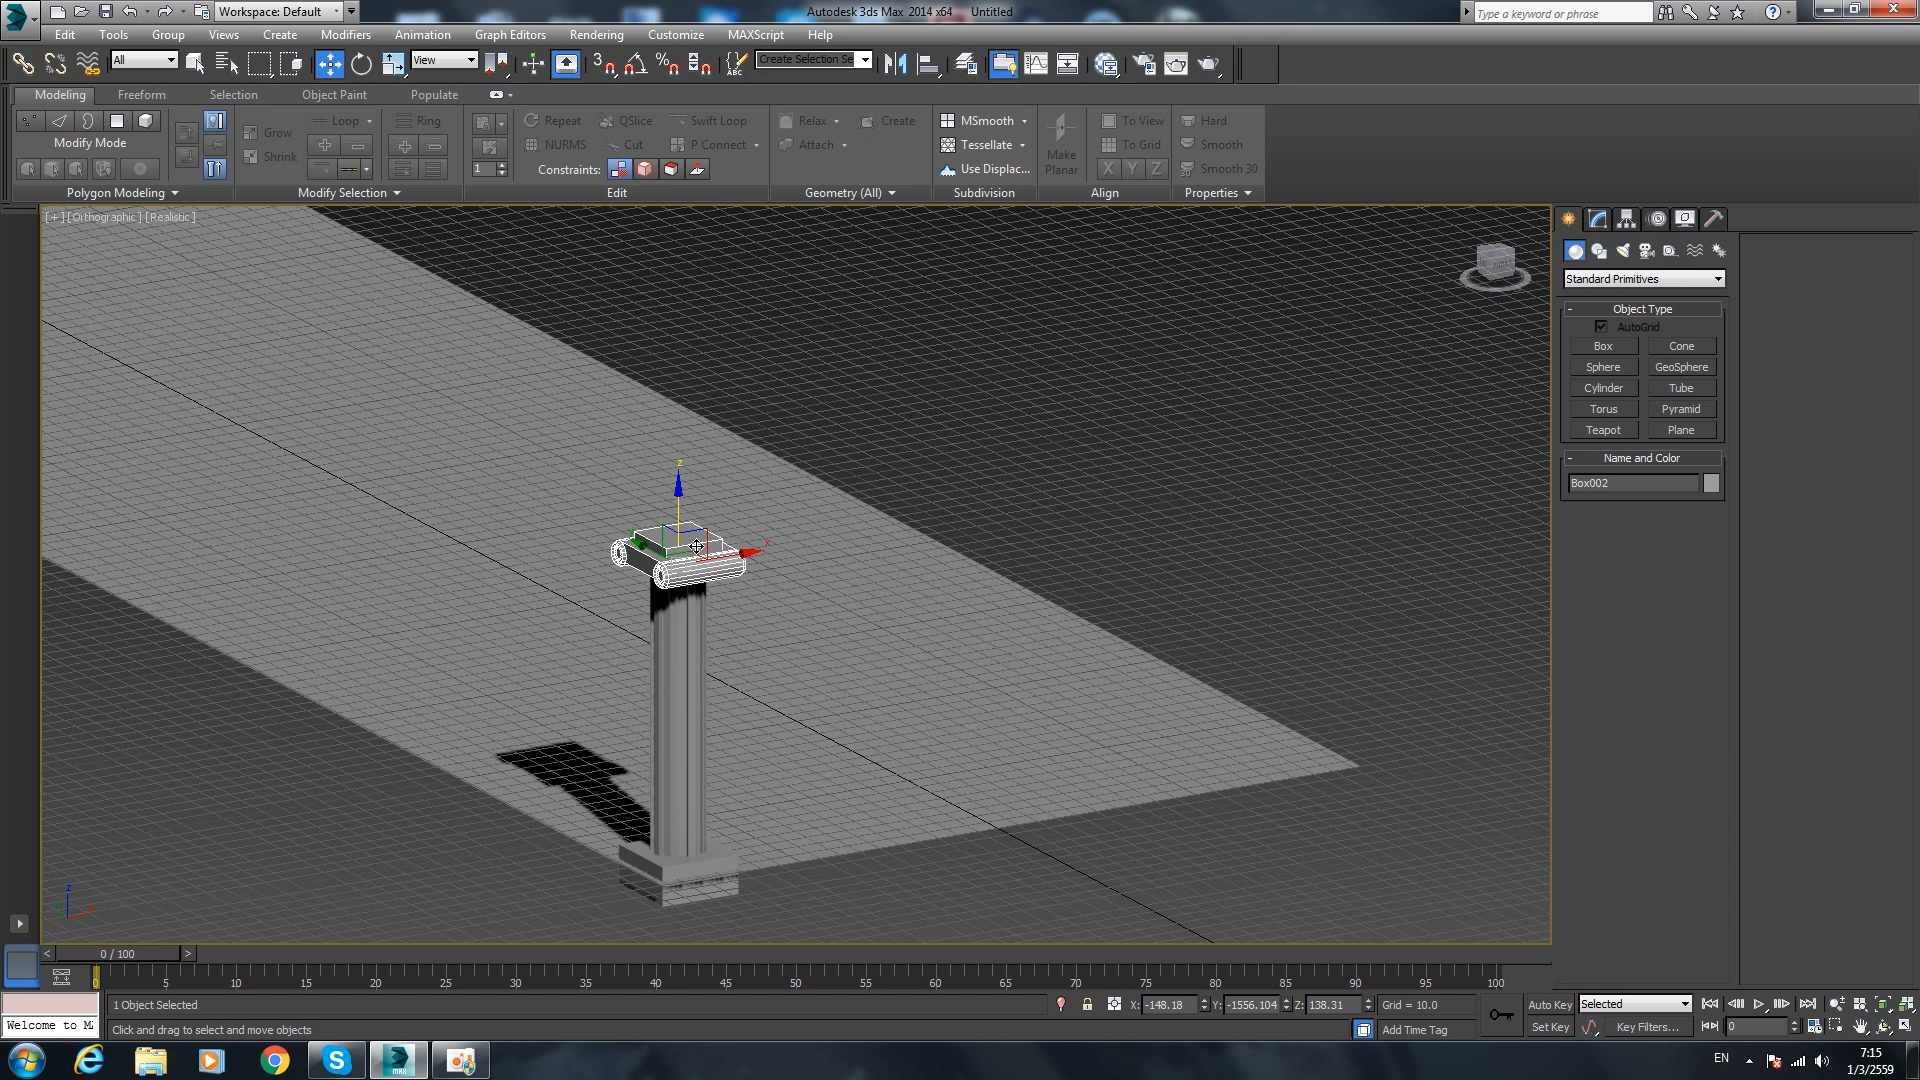 Workspace: Default
Autodesk 3ds Max 2014 x64 Untitled
Type a keyword or phrase
Edit Tools Group Views Create Modifiers Animation Graph Editors Rendering Customize MAXScript Help
All
View
Create Selection Se
Modeling Freeform Selection Object Paint Populate
Loop Ring Repeat QSlice Swift Loop Relax Create MSmooth To View Hard
Grow
Modify Mode NURMS Cut P Connect Attach Tessellate Make Planar To Grid Smooth
Shrink
1 Constraints: Use Displac... X Y Z Smooth 30
Polygon Modeling Modify Selection Edit Geometry (All) Subdivision Align Properties
[+] [Orthographic] [Realistic]
Standard Primitives
- Object Type
AutoGrid
Box Cone
Sphere GeoSphere
Cylinder Tube
Torus Pyramid
Teapot Plane
- Name and Color
Box002
z
x
z
< 0 / 100 >
0 5 10 15 20 25 30 35 40 45 50 55 60 65 70 75 80 85 90 95 100
1 Object Selected X: -148.18 Y: -1556.104 Z: 138.31 Grid = 10.0 Auto Key Selected
Welcome to M Click and drag to select and move objects Add Time Tag Set Key Key Filters... 0
MAX
EN
7:15
1/3/2559